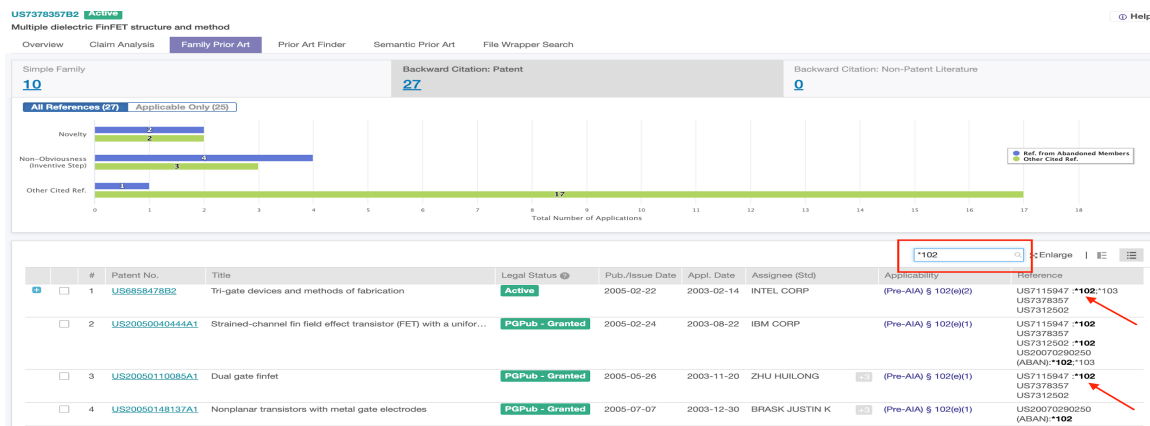 US7378357B2 Active
Help
Multiple dielectric FinFET structure and method
Overview Claim Analysis Family Prior Art Prior Art Finder Semantic Prior Art File Wrapper Search
Simple Family Backward Citation: Patent Backward Citation: Non-Patent Literature
10 27 0
All References (27) Applicable Only (25)
Novelty 2
2
Non-Obviousness (Inventive Step) 4
3
Other Cited Ref. 1
17
Ref. from Abandoned Members
Other Cited Ref.
0 1 2 3 4 5 6 7 8 9 10 11 12 13 14 15 16 17 18
Total Number of Applications
*102 Enlarge
# Patent No. Title Legal Status Pub./Issue Date Appl. Date Assignee (Std) Applicability Reference
1 US6858478B2 Tri-gate devices and methods of fabrication Active 2005-02-22 2003-02-14 INTEL CORP (Pre-AIA) § 102(e)(2) US7115947 :*102;*103
US7378357
US7312502
2 US20050040444A1 Strained-channel fin field effect transistor (FET) with a unifor... PGPub - Granted 2005-02-24 2003-08-22 IBM CORP (Pre-AIA) § 102(e)(1) US7115947 :*102
US7378357
US7312502 :*102
US20070290250
(ABAN):*102;*103
3 US20050110085A1 Dual gate finfet PGPub - Granted 2005-05-26 2003-11-20 ZHU HUILONG +3 (Pre-AIA) § 102(e)(1) US7115947 :*102
US7378357
US7312502
4 US20050148137A1 Nonplanar transistors with metal gate electrodes PGPub - Granted 2005-07-07 2003-12-30 BRASK JUSTIN K +3 (Pre-AIA) § 102(e)(1) US20070290250
(ABAN):*102